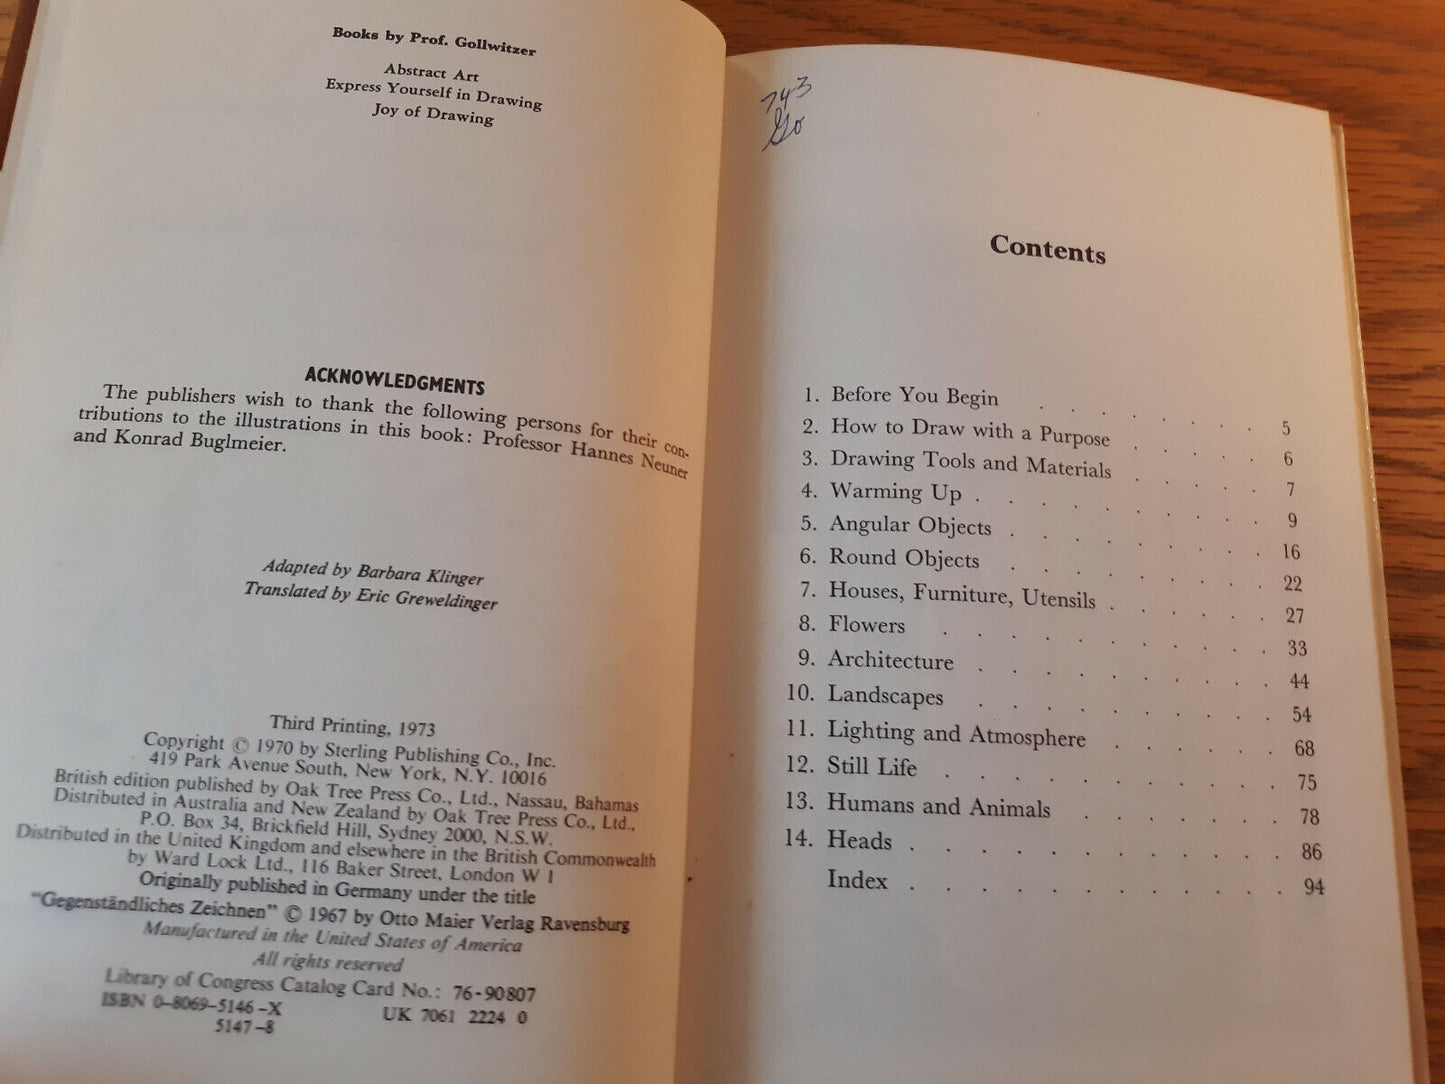 Books by Prof. Gollwitzer
Abstract Art
Express Yourself in Drawing
Joy of Drawing
ACKNOWLEDGMENTS
The publishers wish to thank the following persons for their con-
tributions to the illustrations in this book: Professor Hannes Neuner
and Konrad Buglmeier.
Adapted by Barbara Klinger
Translated by Eric Greweldinger
Third Printing, 1973
Copyright © 1970 by Sterling Publishing Co., Inc.
419 Park Avenue South, New York, N.Y. 10016
British edition published by Oak Tree Press Co., Ltd., Nassau, Bahamas
Distributed in Australia and New Zealand by Oak Tree Press Co., Ltd.,
P.O. Box 34, Brickfield Hill, Sydney 2000, N.S.W.
Distributed in the United Kingdom and elsewhere in the British Commonwealth
by Ward Lock Ltd., 116 Baker Street, London W 1
Originally published in Germany under the title
"Gegenständliches Zeichnen" © 1967 by Otto Maier Verlag Ravensburg
Manufactured in the United States of America
All rights reserved
Library of Congress Catalog Card No.: 76-90807
ISBN 0-8069-5146-X UK 7061 2224 0
5147-8
743
Go
Contents
1. Before You Begin . . . . . . . 5
2. How to Draw with a Purpose . . . . . 6
3. Drawing Tools and Materials . . . . . 7
4. Warming Up . . . . . . . . . 9
5. Angular Objects . . . . . . . . 16
6. Round Objects . . . . . . . . 22
7. Houses, Furniture, Utensils . . . . . . 27
8. Flowers . . . . . . . . . . 33
9. Architecture . . . . . . . . . 44
10. Landscapes . . . . . . . . . 54
11. Lighting and Atmosphere . . . . . . 68
12. Still Life . . . . . . . . . . 75
13. Humans and Animals . . . . . . . 78
14. Heads . . . . . . . . . . . 86
Index . . . . . . . . . . . 94